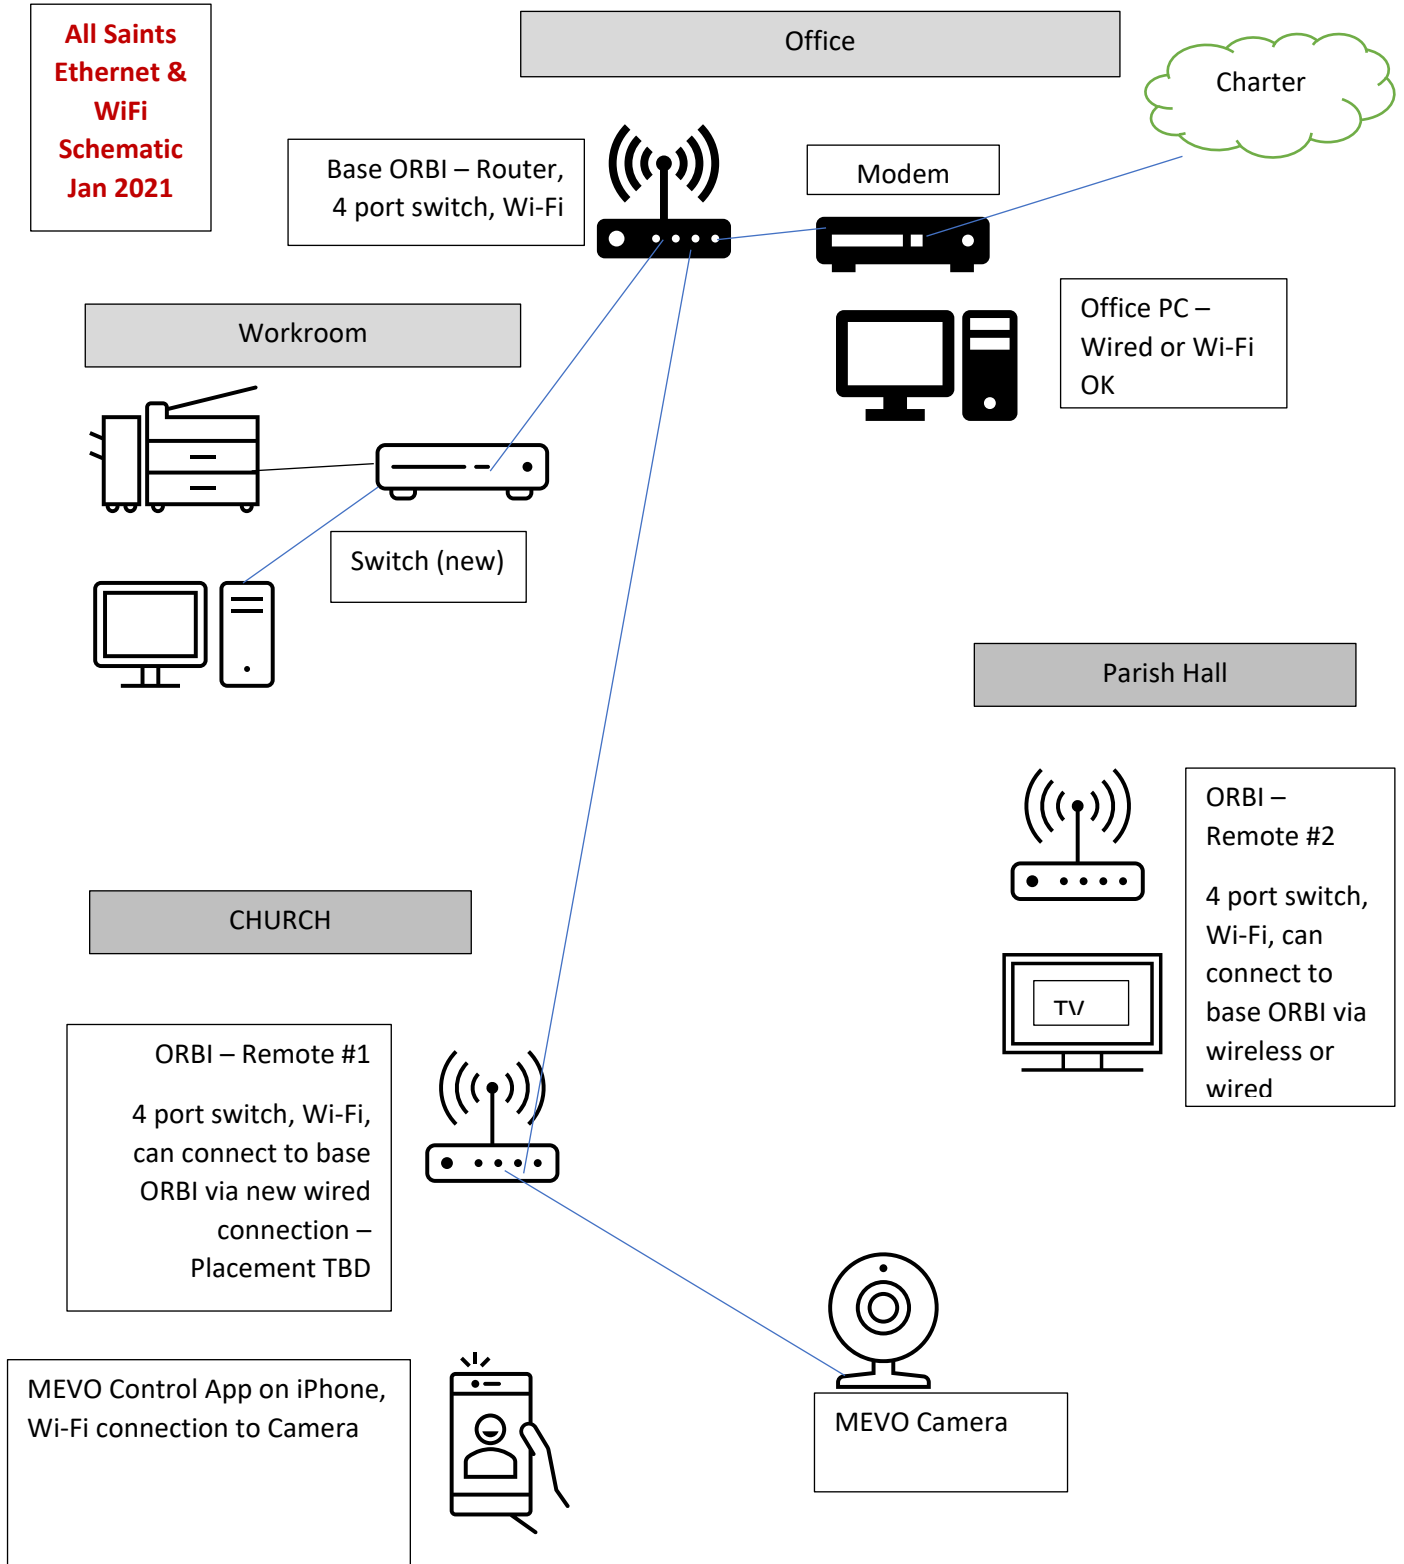 All Saints
Ethernet &
WiFi
Schematic
Jan 2021
Office
Charter
Base ORBI – Router,
4 port switch, Wi-Fi
Modem
Office PC –
Wired or Wi-Fi
OK
Workroom
Switch (new)
Parish Hall
ORBI –
Remote #2
4 port switch,
Wi-Fi, can
connect to
base ORBI via
wireless or
wired
TV
CHURCH
ORBI – Remote #1
4 port switch, Wi-Fi,
can connect to base
ORBI via new wired
connection –
Placement TBD
MEVO Control App on iPhone,
Wi-Fi connection to Camera
MEVO Camera